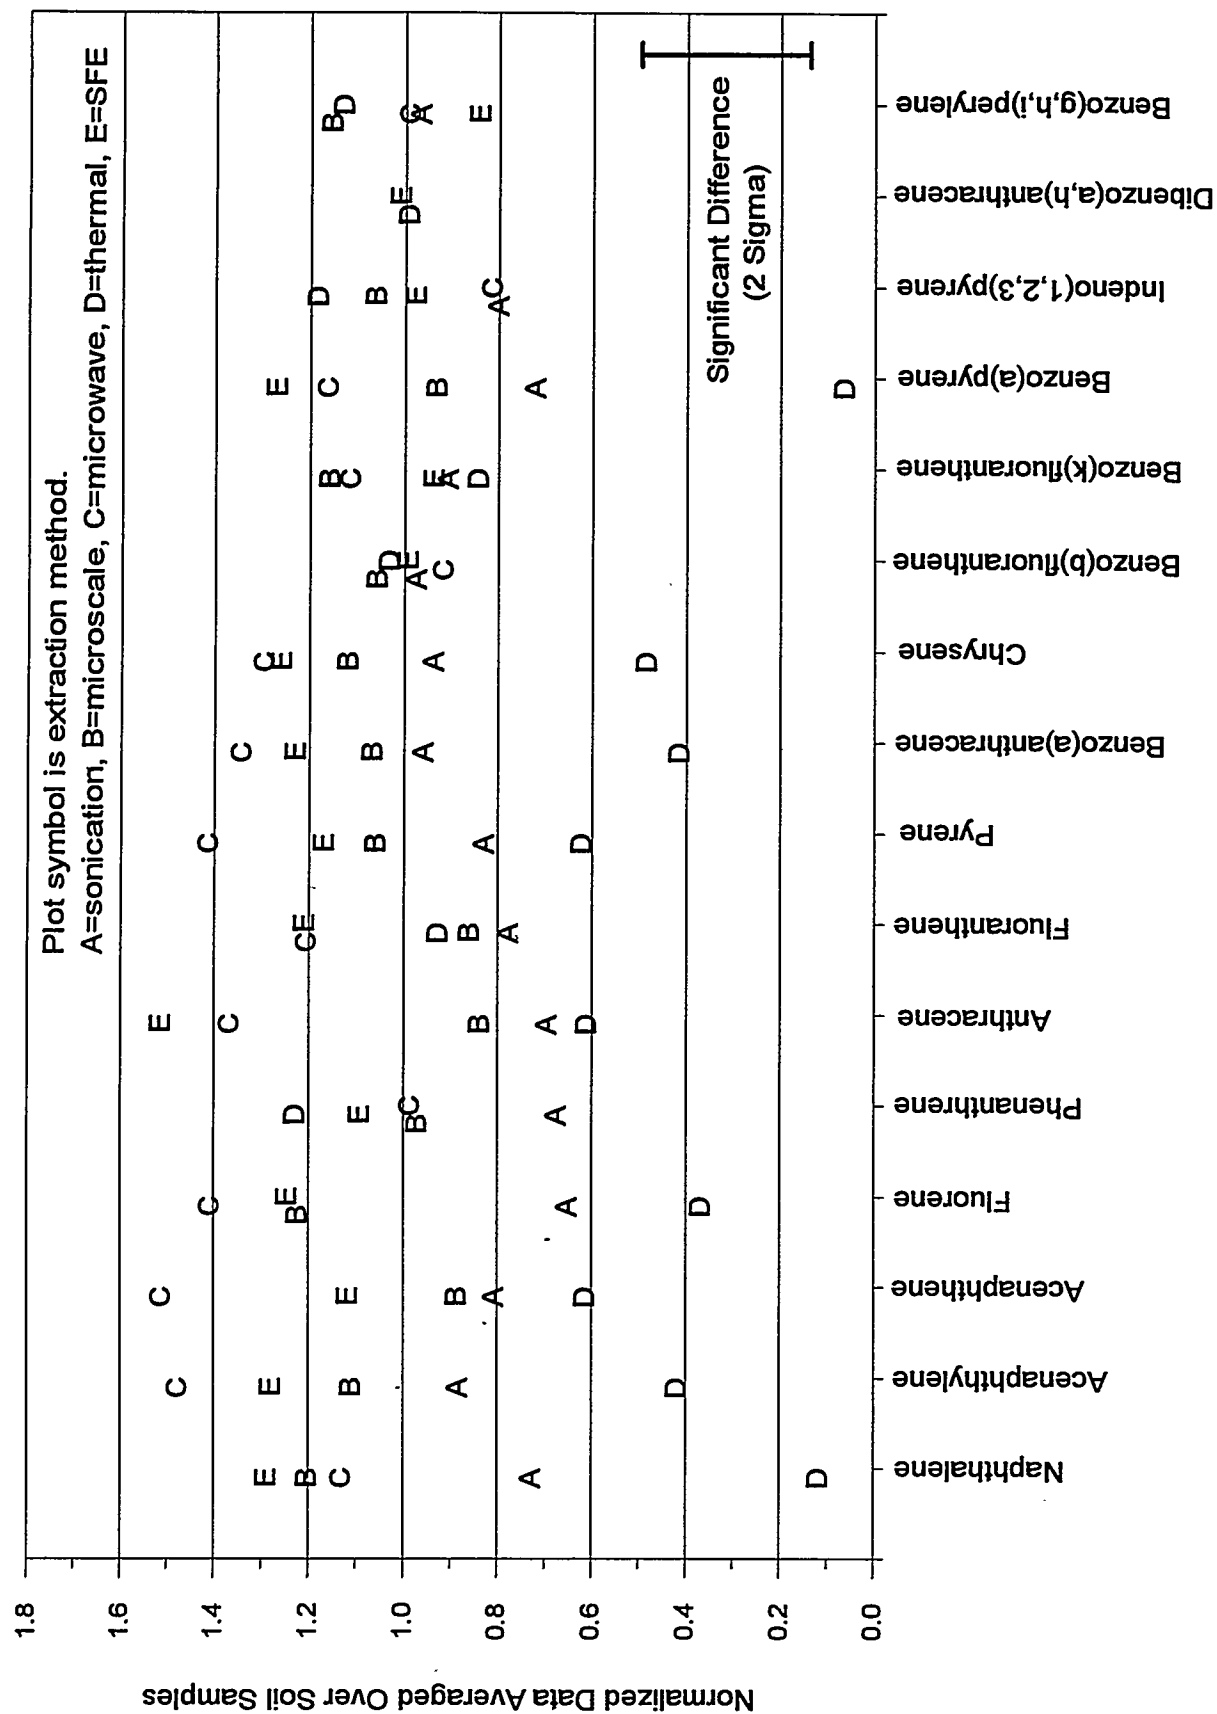 Plot symbol is extraction method.
A=sonication, B=microscale, C=microwave, D=thermal, E=SFE
Normalized Data Averaged Over Soil Samples
1.8
1.6
1.4
1.2
1.0
0.8
0.6
0.4
0.2
0.0
E B C A D
C E B A D
C E B A D
C E B A D
D E C B A
E C B A D
C E D B A
C E B A D
C E B A D
C E B A D
B D E A C
B C E A D
E C B A D
D B E C A
E D
B D C A E
Significant Difference
(2 Sigma)
Naphthalene
Acenaphthylene
Acenaphthene
Fluorene
Phenanthrene
Anthracene
Fluoranthene
Pyrene
Benzo(a)anthracene
Chrysene
Benzo(b)fluoranthene
Benzo(k)fluoranthene
Benzo(a)pyrene
Indeno(1,2,3)pyrene
Dibenzo(a,h)anthracene
Benzo(g,h,i)perylene